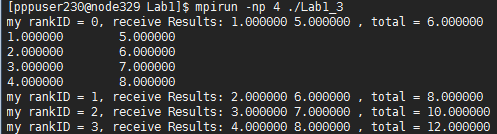 [pppuser230@node329 Lab1]$ mpirun -np 4 ./Lab1_3
my rankID = 0, receive Results: 1.000000 5.000000 , total = 6.000000
1.000000 5.000000
2.000000 6.000000
3.000000 7.000000
4.000000 8.000000
my rankID = 1, receive Results: 2.000000 6.000000 , total = 8.000000
my rankID = 2, receive Results: 3.000000 7.000000 , total = 10.000000
my rankID = 3, receive Results: 4.000000 8.000000 , total = 12.000000